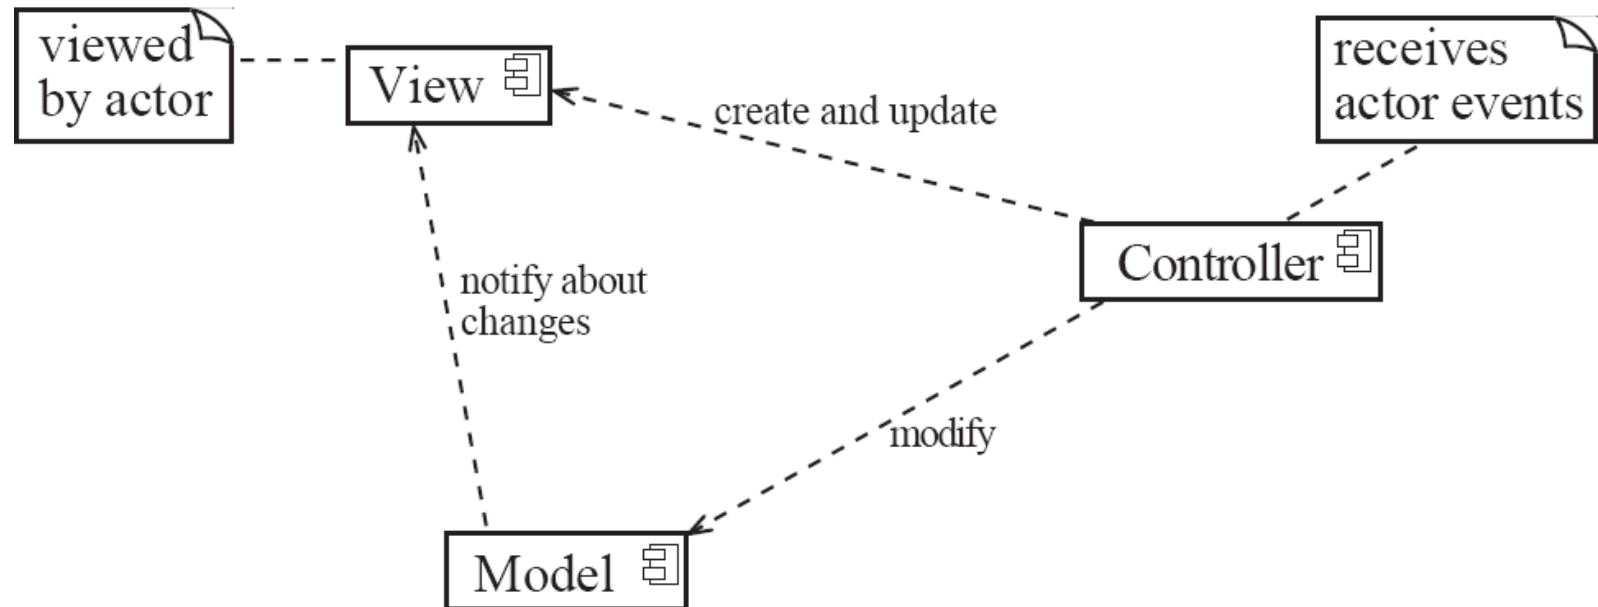 viewed
by actor
View
create and update
receives
actor events
Controller
notify about
changes
modify
Model